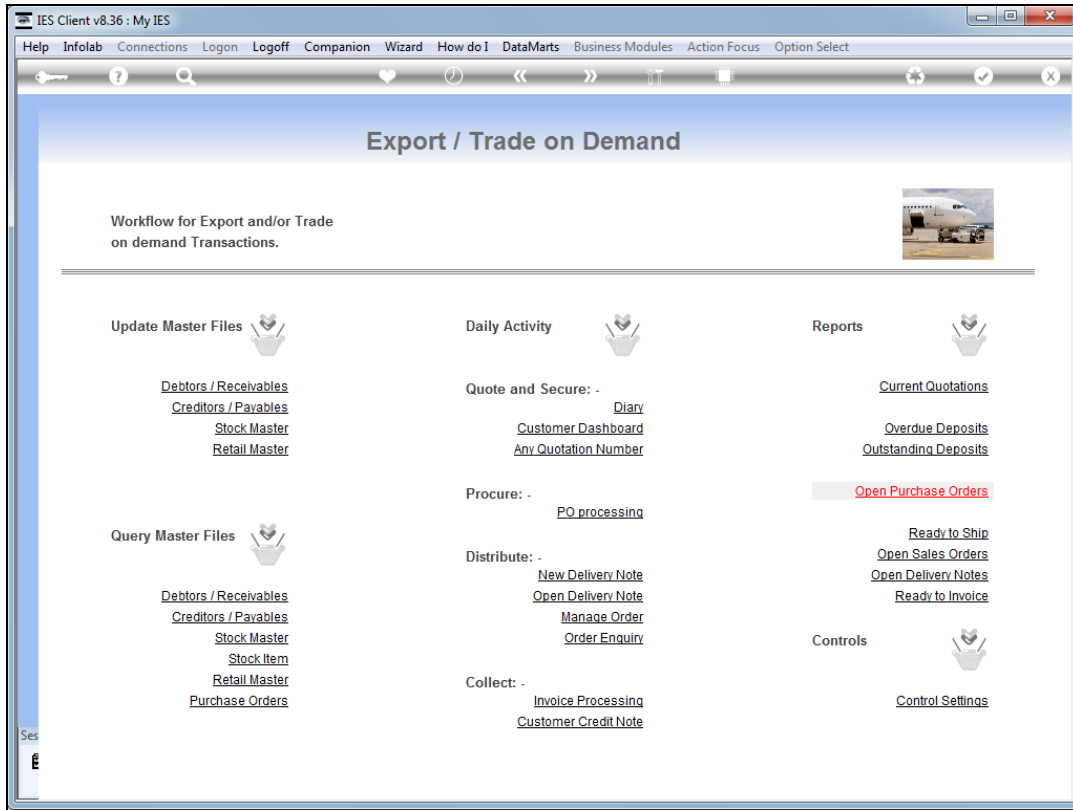 IES Client v8.36 : My IES
Help Infolab Connections Logon Logoff Companion Wizard How do I DataMarts Business Modules Action Focus Option Select
Export / Trade on Demand
Workflow for Export and/or Trade
on demand Transactions.
Update Master Files
Debtors / Receivables
Creditors / Payables
Stock Master
Retail Master
Query Master Files
Debtors / Receivables
Creditors / Payables
Stock Master
Stock Item
Retail Master
Purchase Orders
Daily Activity
Quote and Secure: -
Diary
Customer Dashboard
Any Quotation Number
Procure: -
PO processing
Distribute: -
New Delivery Note
Open Delivery Note
Manage Order
Order Enquiry
Collect: -
Invoice Processing
Customer Credit Note
Reports
Current Quotations
Overdue Deposits
Outstanding Deposits
Open Purchase Orders
Ready to Ship
Open Sales Orders
Open Delivery Notes
Ready to Invoice
Controls
Control Settings
Ses